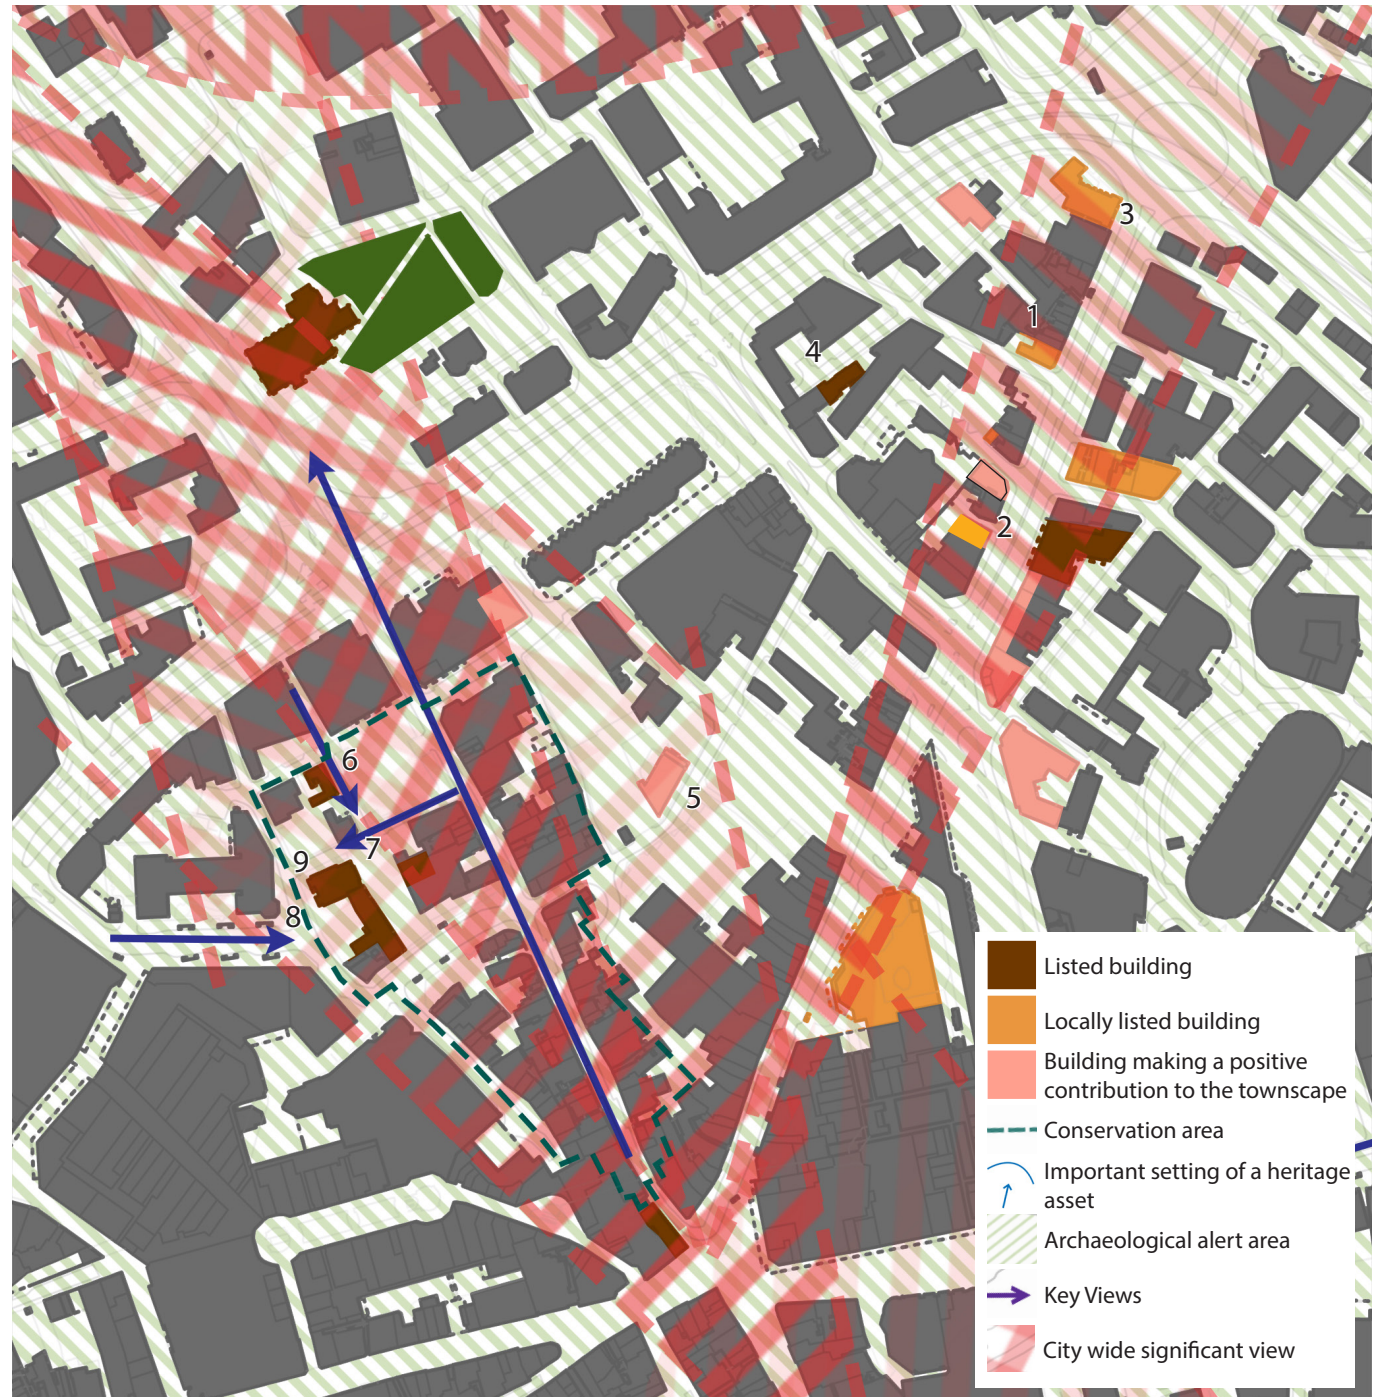 3
1
4
2
6
5
7
9
8
Listed building
Locally listed building
Building making a positive
contribution to the townscape
Conservation area
Important setting of a heritage
asset
Archaeological alert area
Key Views
City wide significant view